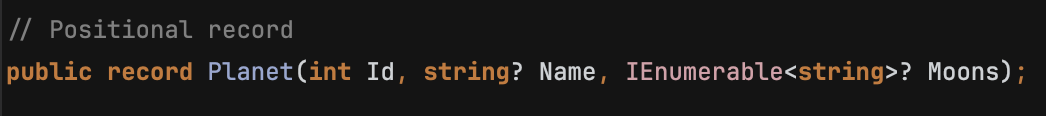 // Positional record
public record Planet(int Id, string? Name, IEnumerable<string>? Moons);